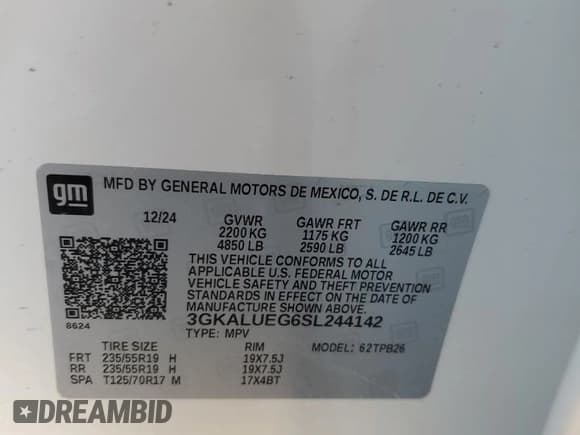 gm
MFD BY GENERAL MOTORS DE MEXICO, S. DE R.L. DE C.V.
12/24 GVWR GAWR FRT GAWR RR
2200 KG 1175 KG 1200 KG
4850 LB 2590 LB 2645 LB
THIS VEHICLE CONFORMS TO ALL
APPLICABLE U.S. FEDERAL MOTOR
VEHICLE SAFETY AND THEFT PREVENTION
STANDARDS IN EFFECT ON THE DATE OF
MANUFACTURE SHOWN ABOVE.
8624 3GKALUEG6SL244142
TYPE: MPV
TIRE SIZE RIM MODEL: 62TPB26
FRT 235/55R19 H 19X7.5J
RR 235/55R19 H 19X7.5J
SPA T125/70R17 M 17X4BT
DREAMBID